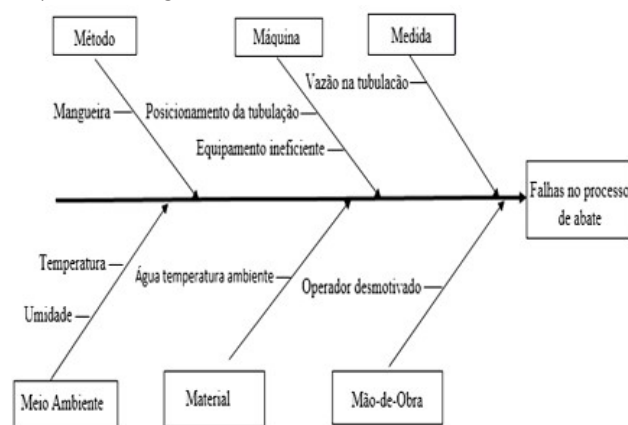 Método
Máquina
Medida
Vazão na tubulacão
Mangueira
Posicionamento da tubulação
Equipamento ineficiente
Falhas no processo
de abate
Temperatura
Água temperatura ambiente
Operador desmotivado
Umidade
Meio Ambiente
Material
Mão-de-Obra